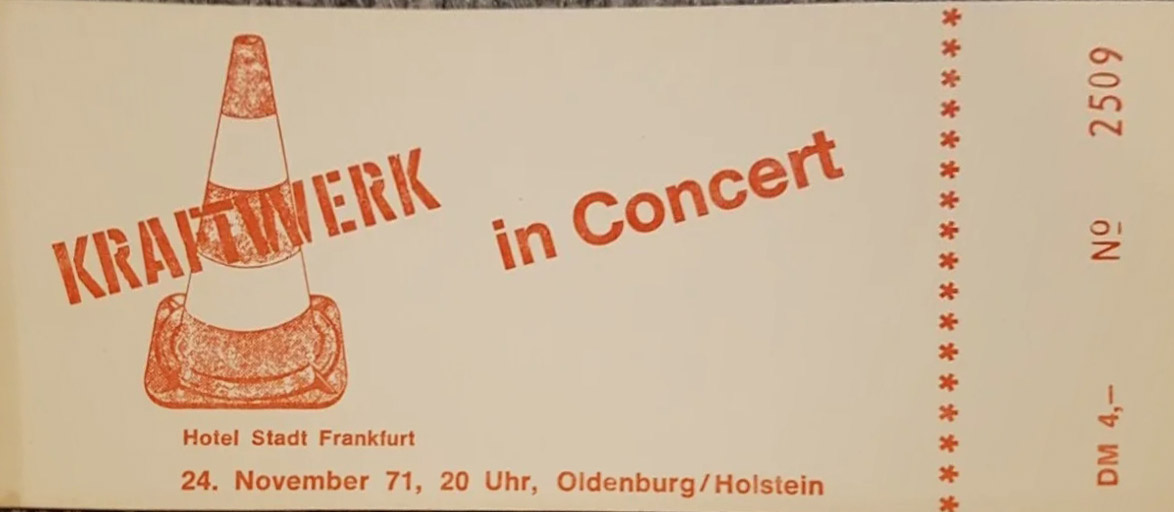 KRAFTWERK
in Concert
Hotel Stadt Frankfurt
24. November 71, 20 Uhr, Oldenburg/Holstein
****************
DM 4,— Nº 2509